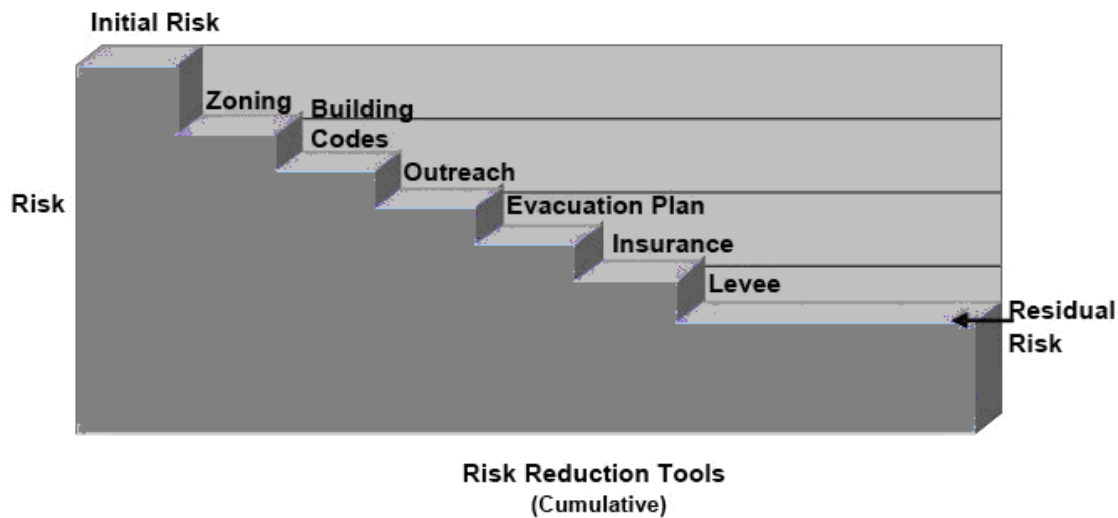 Initial Risk
Zoning
Building
Codes
Outreach
Risk
Evacuation Plan
Insurance
Levee
Residual
Risk
Risk Reduction Tools
(Cumulative)